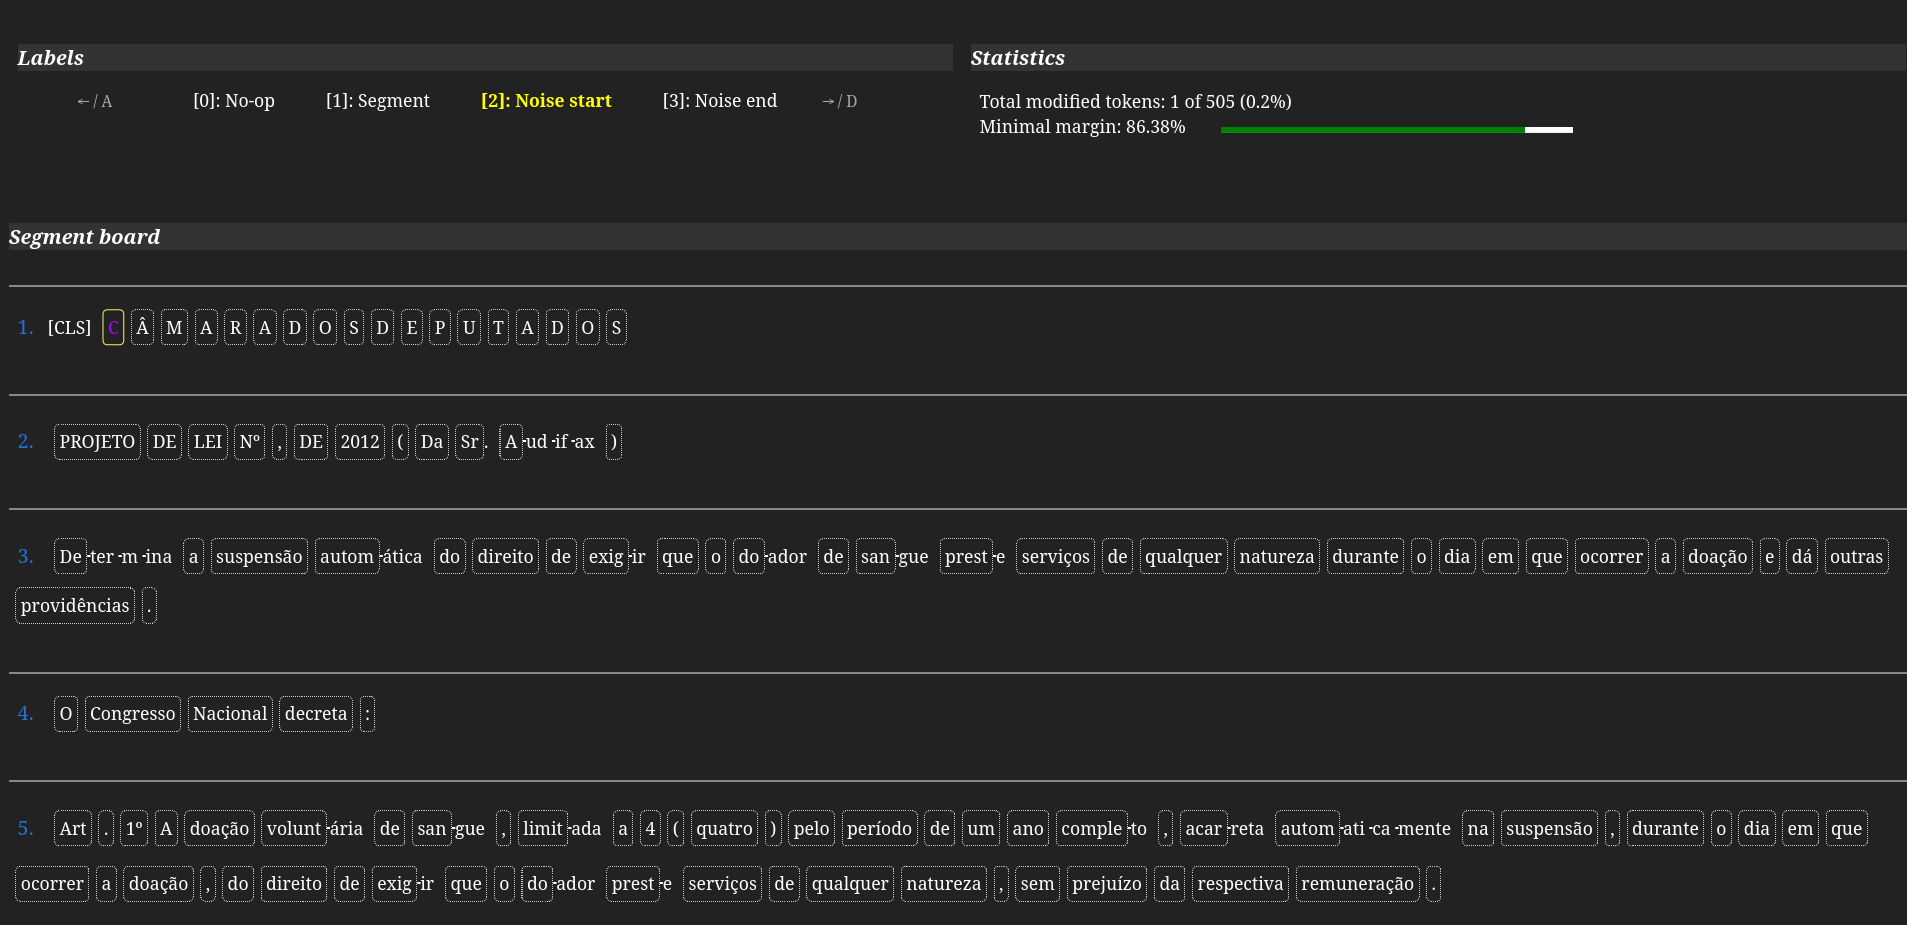 Labels
Statistics
←/ A [0]: No-op [1]: Segment [2]: Noise start [3]: Noise end →/ D
Total modified tokens: 1 of 505 (0.2%)
Minimal margin: 86.38%
Segment board
1. [CLS] C Â M A R A D O S D E P U T A D O S
2. PROJETO DE LEI Nº , DE 2012 ( Da Sr . A -ud -if -ax )
3. De -ter -m -ina a suspensão autom -ática do direito de exig -ir que o do -ador de san -gue prest -e serviços de qualquer natureza durante o dia em que ocorrer a doação e dá outras
providências .
4. O Congresso Nacional decreta :
5. Art . 1º A doação volunt -ária de san -gue , limit -ada a 4 ( quatro ) pelo período de um ano comple -to , acar -reta autom -ati -ca -mente na suspensão , durante o dia em que
ocorrer a doação , do direito de exig -ir que o do -ador prest -e serviços de qualquer natureza , sem prejuízo da respectiva remuneração .